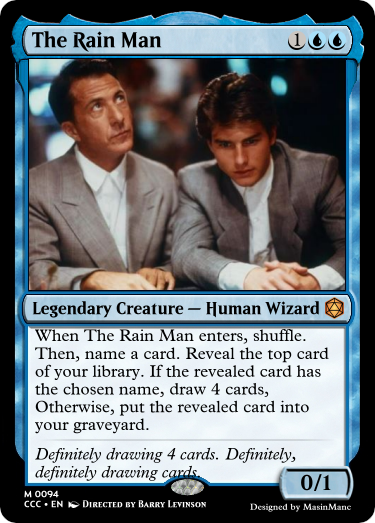 The Rain Man 1
Legendary Creature — Human Wizard
When The Rain Man enters, shuffle.
Then, name a card. Reveal the top card
of your library. If the revealed card has
the chosen name, draw 4 cards,
Otherwise, put the revealed card into
your graveyard.
Definitely drawing 4 cards. Definitely,
definitely drawing cards.
0/1
M 0094
CCC • EN Directed by Barry Levinson
Designed by MasinManc